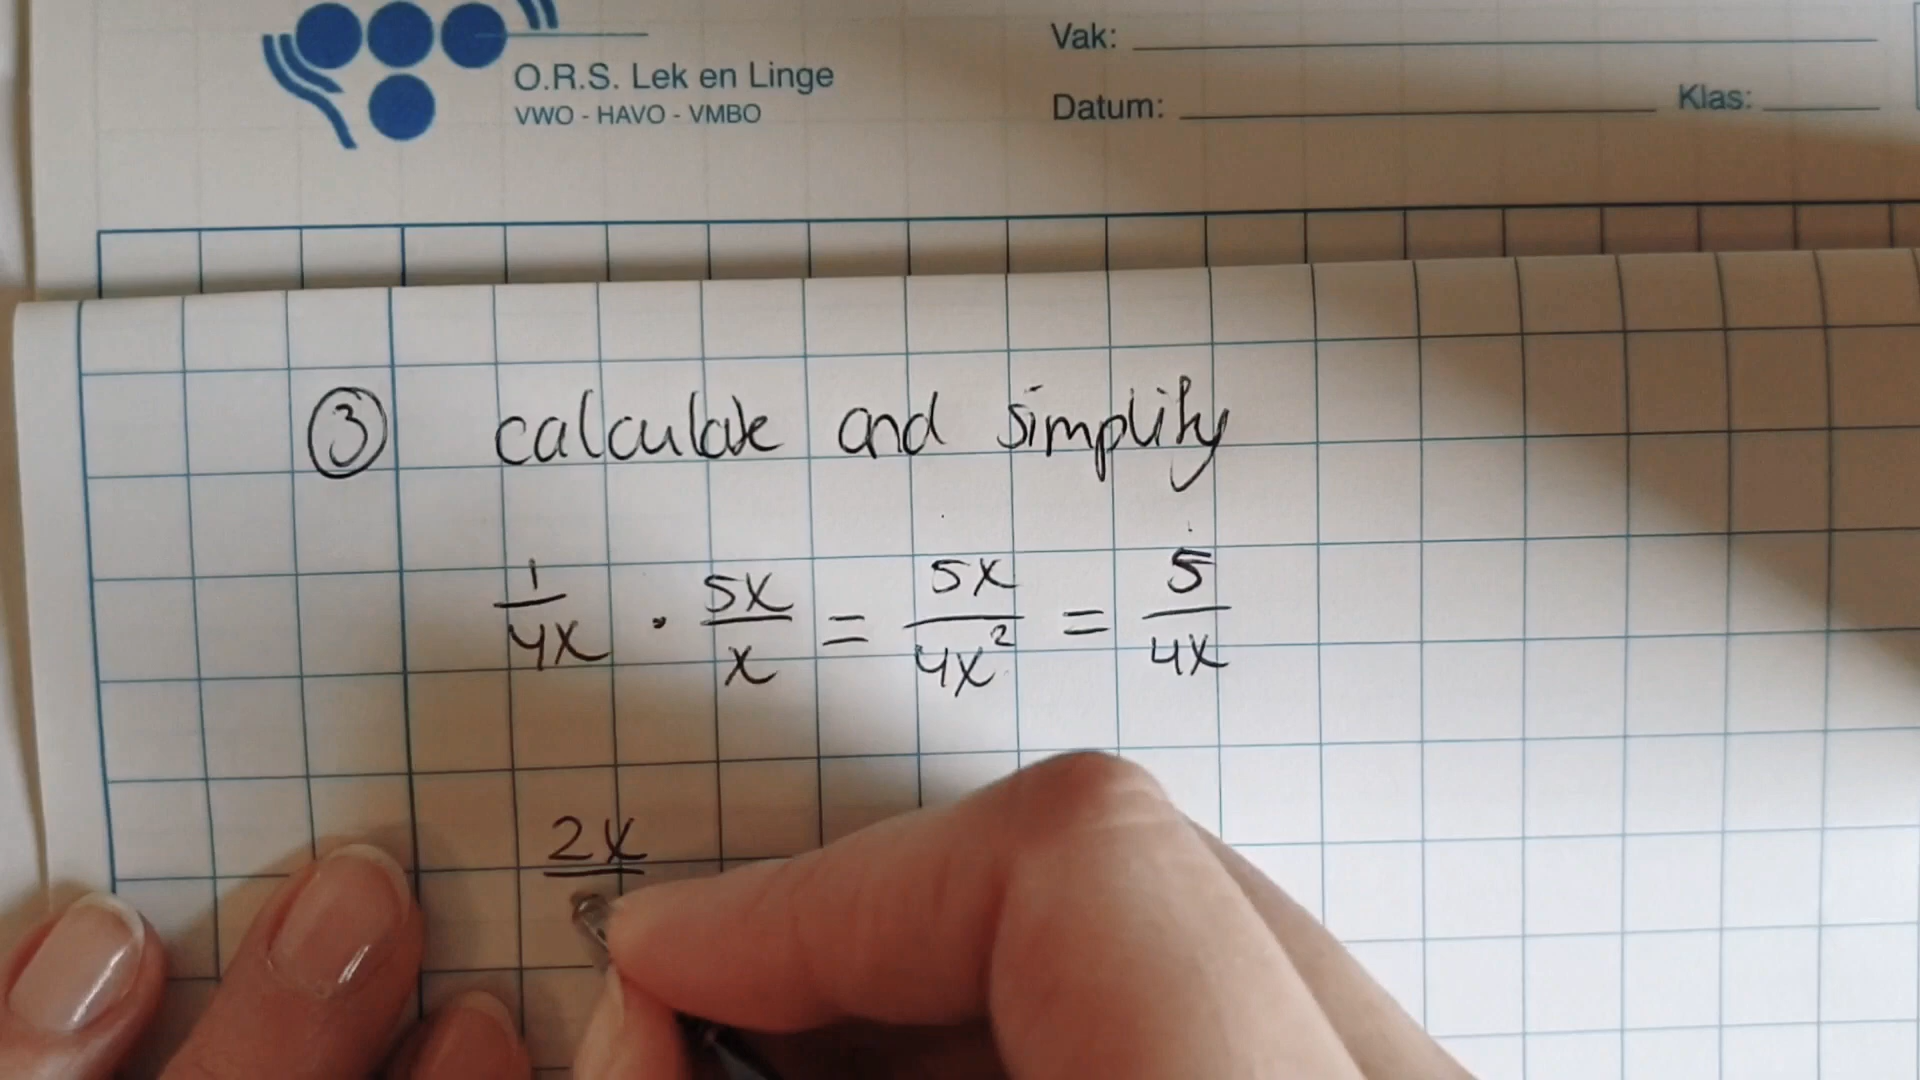 O.R.S. Lek en Linge
VWO - HAVO - VMBO
Vak:
Datum: Klas:
③ calculate and simplify
1/4x · 5x/x = 5x/4x² = 5/4x
2x